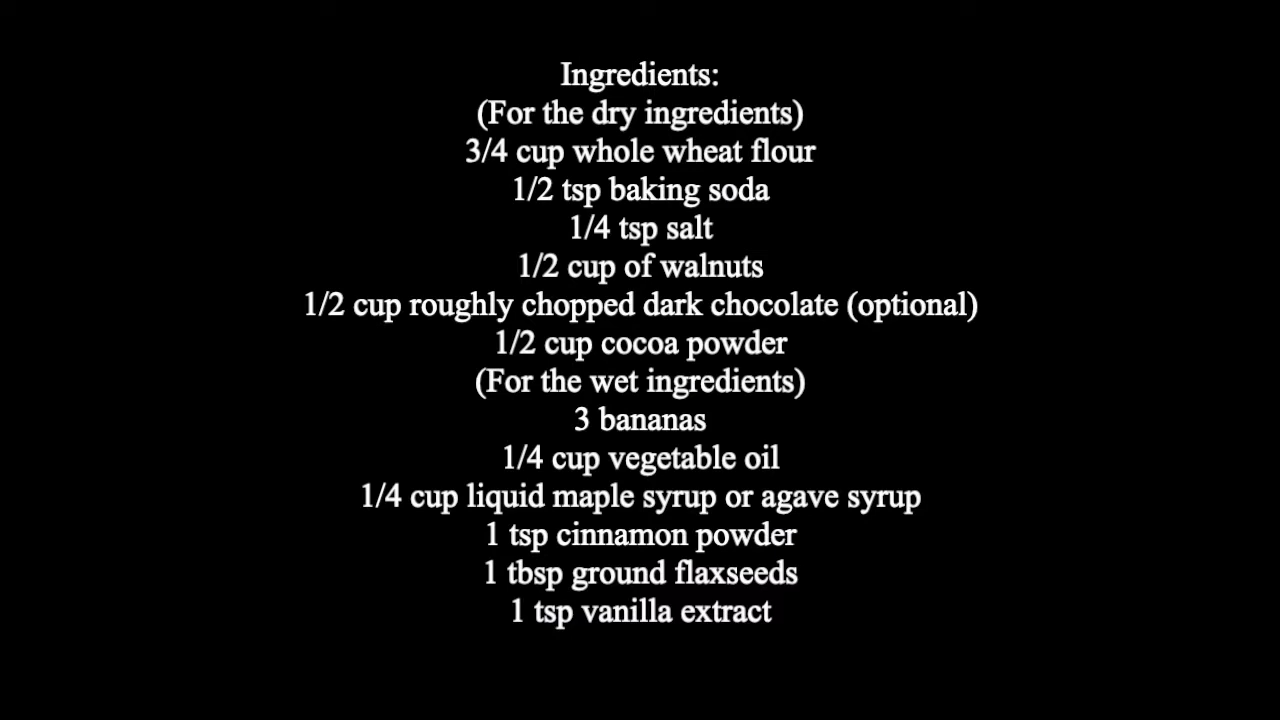 Ingredients:
(For the dry ingredients)
3/4 cup whole wheat flour
1/2 tsp baking soda
1/4 tsp salt
1/2 cup of walnuts
1/2 cup roughly chopped dark chocolate (optional)
1/2 cup cocoa powder
(For the wet ingredients)
3 bananas
1/4 cup vegetable oil
1/4 cup liquid maple syrup or agave syrup
1 tsp cinnamon powder
1 tbsp ground flaxseeds
1 tsp vanilla extract